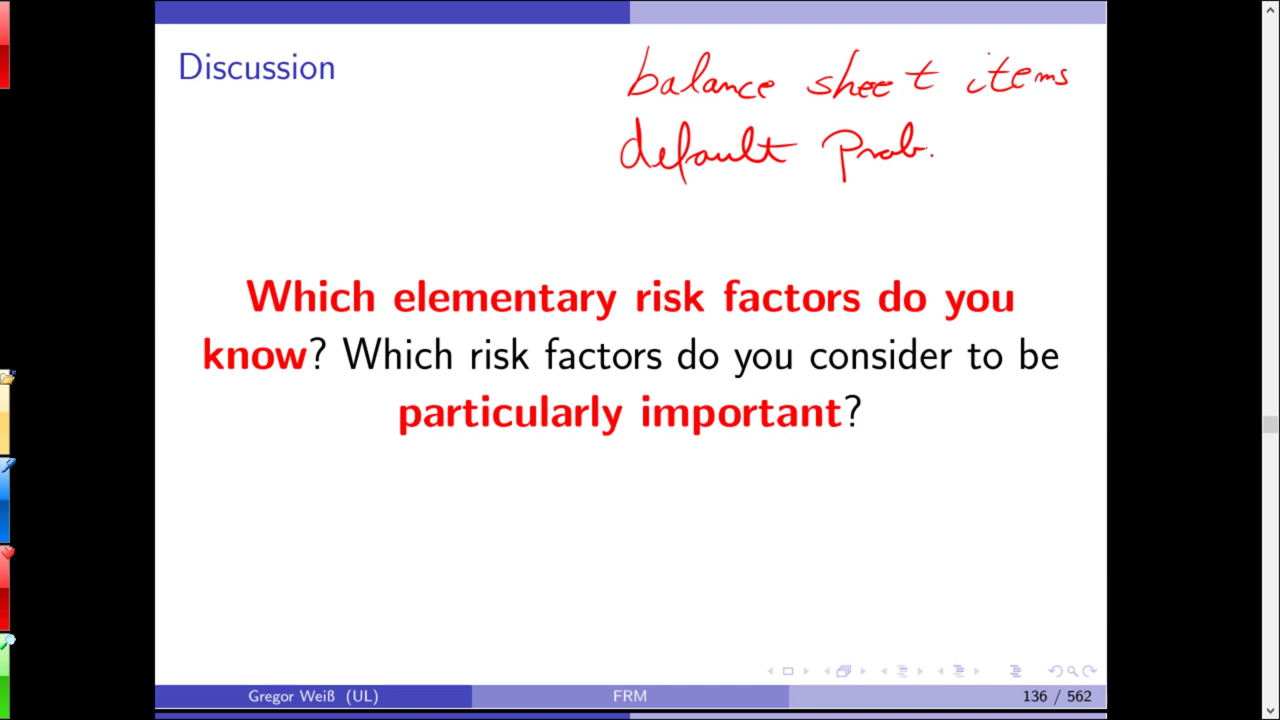 Discussion
balance sheet items
default Prob.
Which elementary risk factors do you
know? Which risk factors do you consider to be
particularly important?
Gregor Weiß (UL) FRM 136 / 562